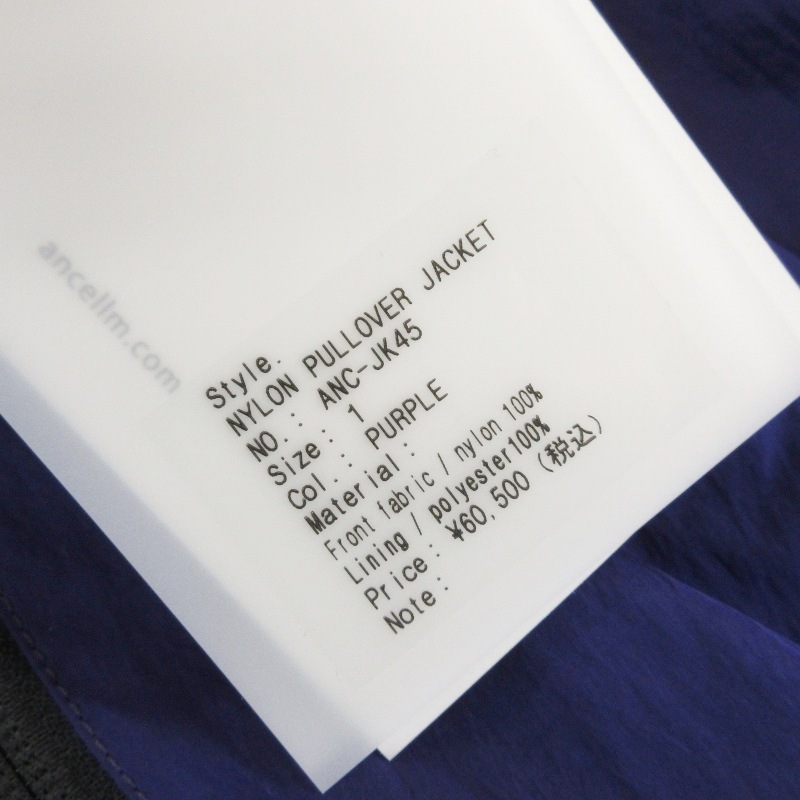 ancellm.com
Style.
NYLON PULLOVER JACKET
NO.: ANC-JK45
Size: 1
Col.: PURPLE
Material:
Front fabric / nylon 100%
Lining / polyester100%
Price: ¥60,500 (税込)
Note: